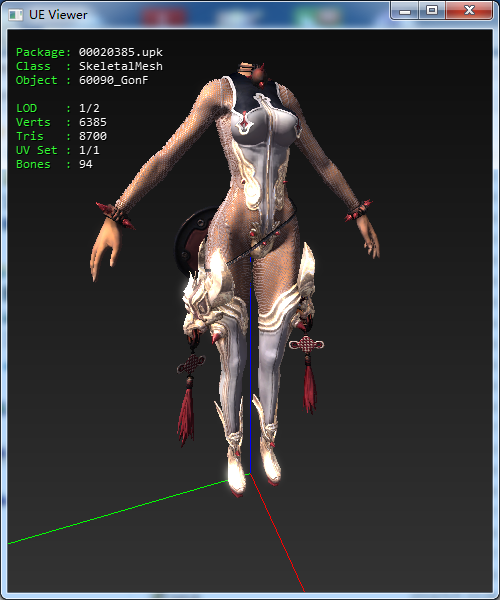 UE Viewer
Package: 00020385.upk
Class : SkeletalMesh
Object : 60090_GonF
LOD : 1/2
Verts : 6385
Tris : 8700
UV Set : 1/1
Bones : 94